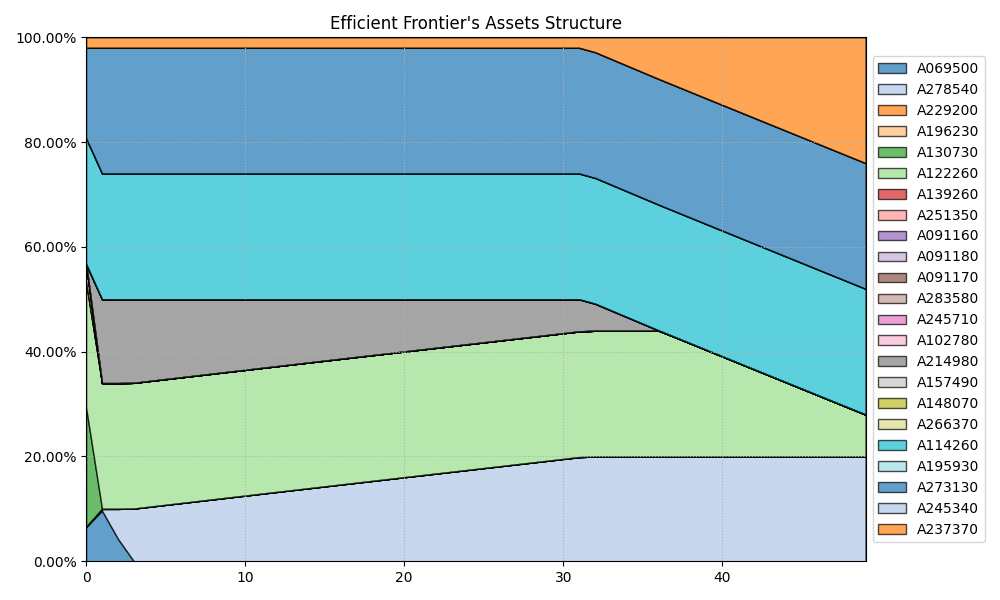 Efficient Frontier's Assets Structure
100.00%
80.00%
60.00%
40.00%
20.00%
0.00%
0
10
20
30
40
A069500
A278540
A229200
A196230
A130730
A122260
A139260
A251350
A091160
A091180
A091170
A283580
A245710
A102780
A214980
A157490
A148070
A266370
A114260
A195930
A273130
A245340
A237370